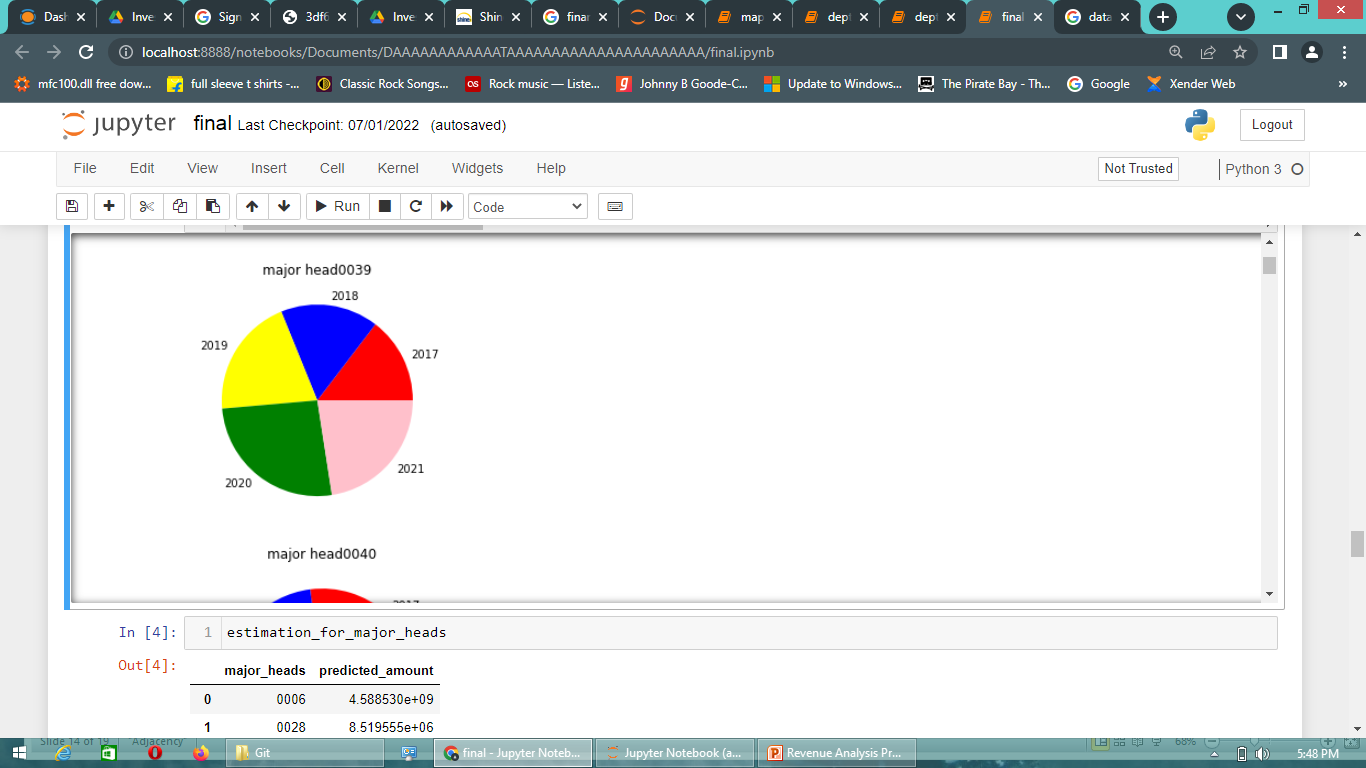 Dash
Inve
Sign
3df6
Inve
Shin
finan
Doc
map
dept
dept
final
data
localhost:8888/notebooks/Documents/DAAAAAAAAAAAATAAAAAAAAAAAAAAAAAAAAAA/final.ipynb
mfc100.dll free dow... full sleeve t shirts -... Classic Rock Songs... Rock music — Liste... Johnny B Goode-C... Update to Windows... The Pirate Bay - Th... Google Xender Web »
jupyter final Last Checkpoint: 07/01/2022 (autosaved) Logout
File Edit View Insert Cell Kernel Widgets Help Not Trusted Python 3
Run Code
major head0039
2018
2019
2017
2021
2020
major head0040
In [4]: 1 estimation_for_major_heads
Out[4]:
major_heads predicted_amount
0 0006 4.588530e+09
1 0028 8.519555e+06
Slide 14 of 19 "Adjacency" 68%
Git final - Jupyter Noteb... Jupyter Notebook (a... Revenue Analysis Pr... 5:48 PM